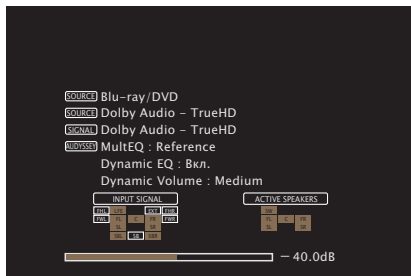 SOURCE Blu-ray/DVD
SOURCE Dolby Audio - TrueHD
SIGNAL Dolby Audio - TrueHD
AUDYSSEY MultEQ : Reference
Dynamic EQ : Вкл.
Dynamic Volume : Medium
INPUT SIGNAL ACTIVE SPEAKERS
FHL LFE EXT FHR SW
FWL FL C FR FWR FL C FR
SL SR SL SR
SBL SB SBR
- 40.0dB